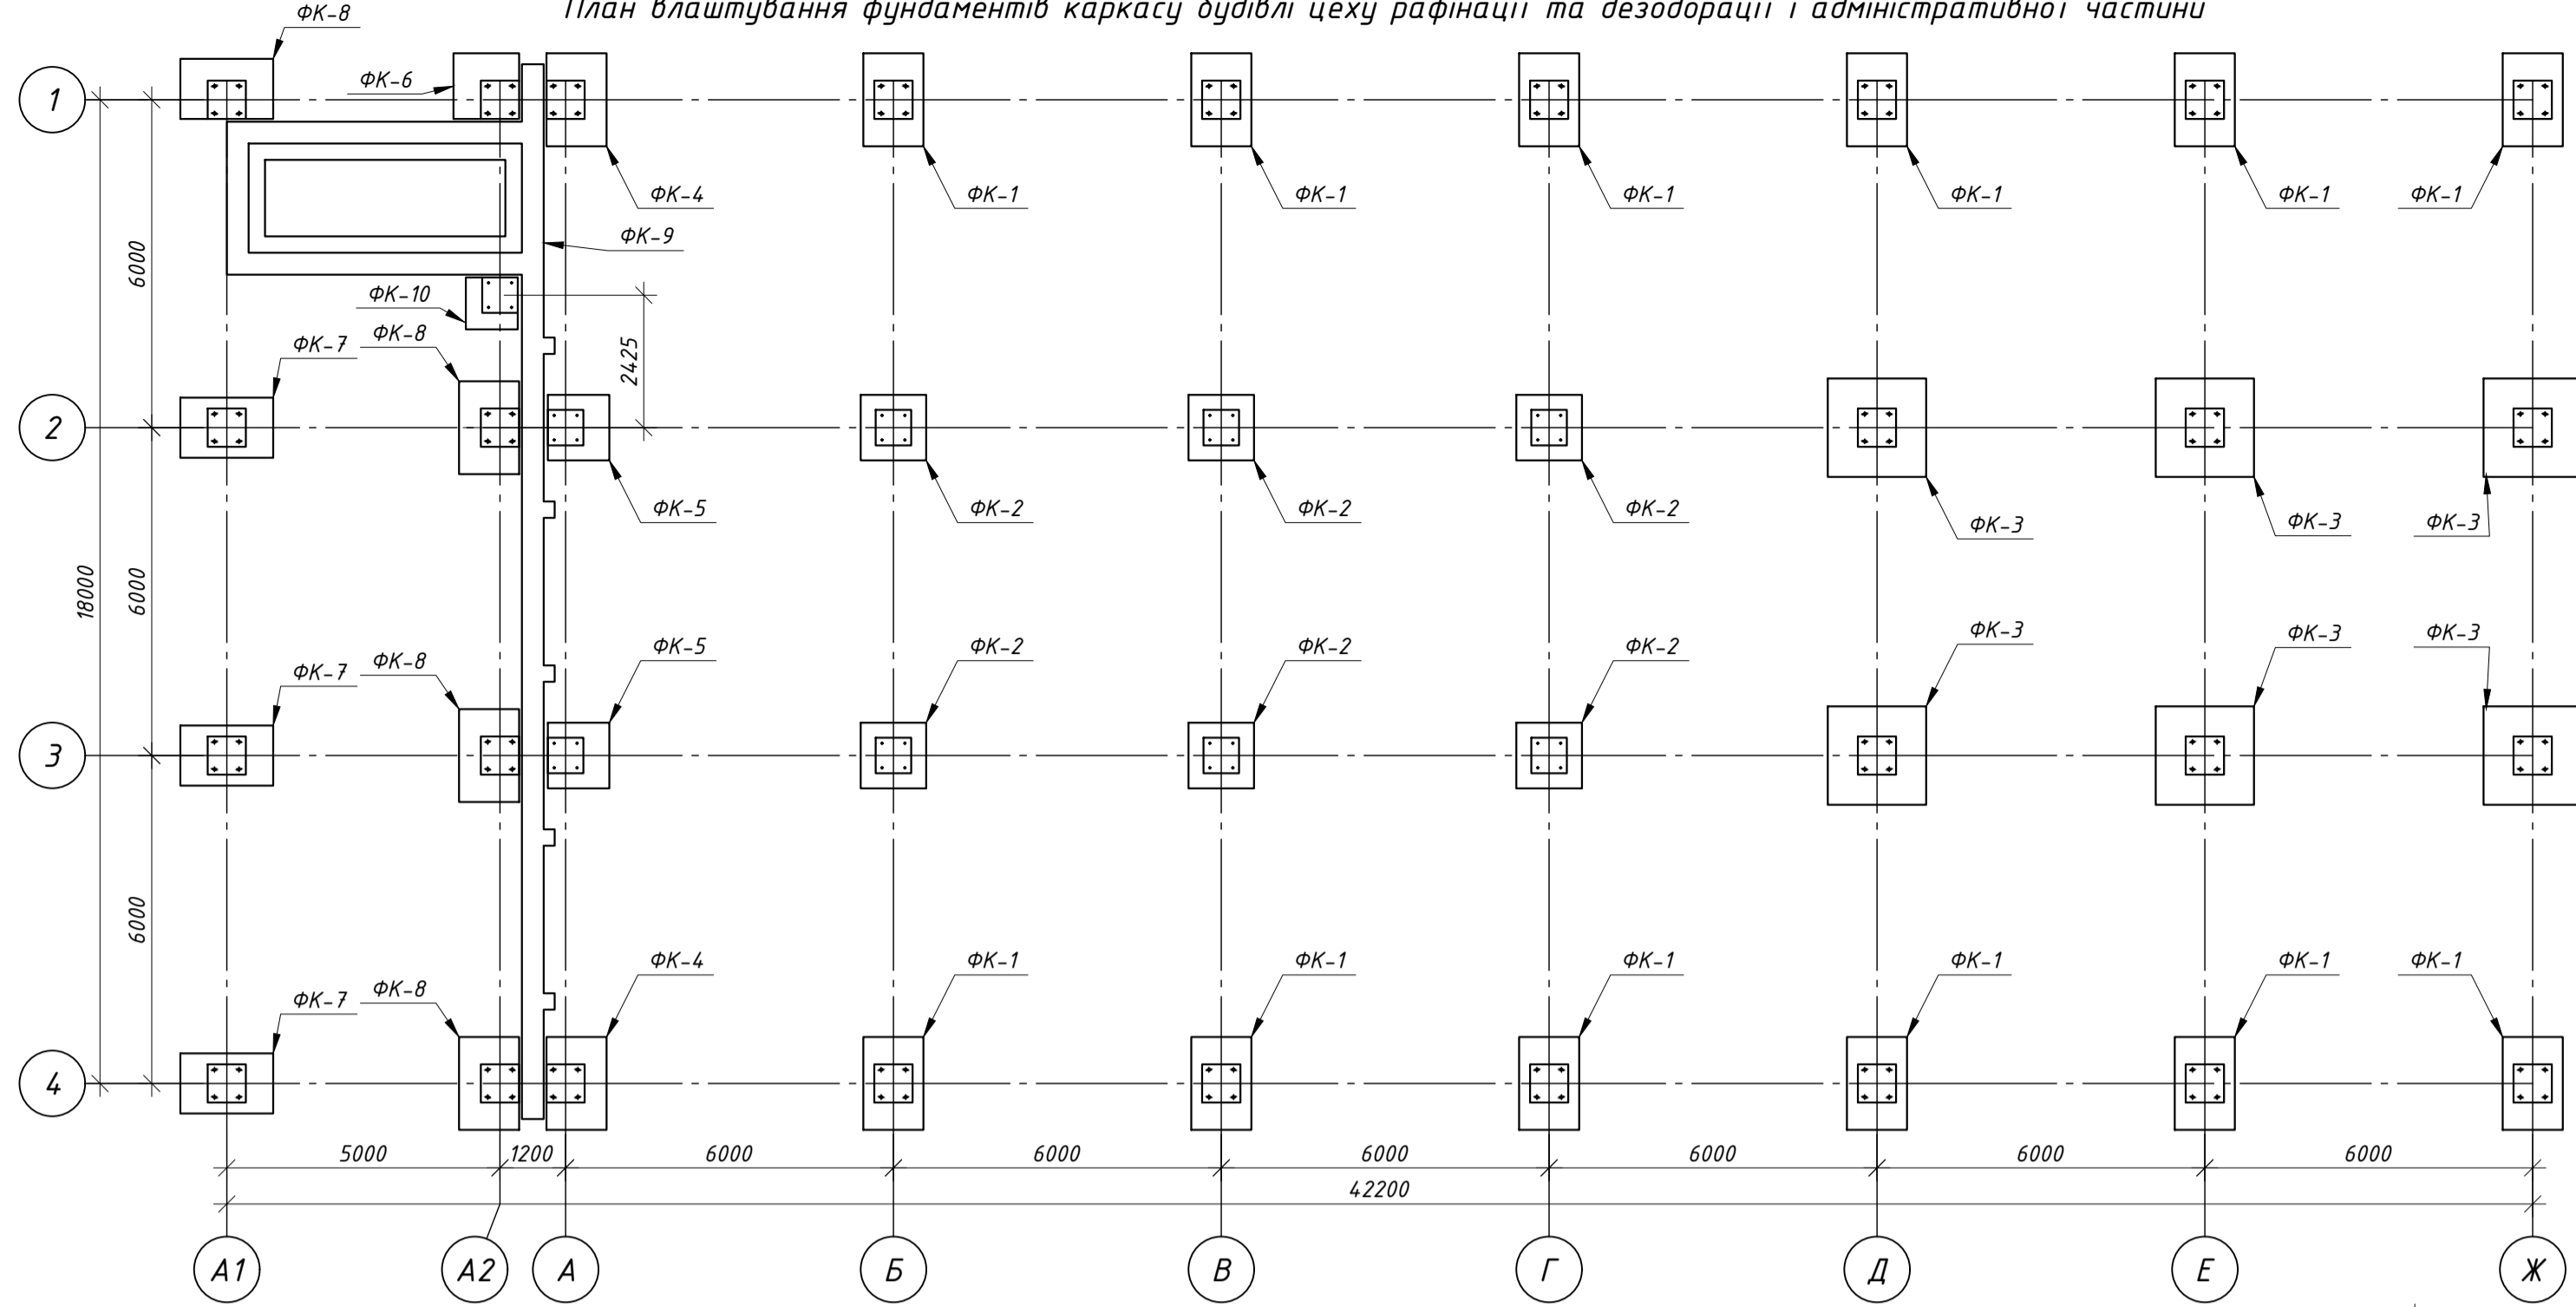 План влаштування фундаментів каркасу будівлі цеху рафінації та дезодорації і адміністративної частини
ФК-8
1
ФК-6
ФК-4
ФК-1
ФК-1
ФК-1
ФК-1
ФК-1
ФК-1
ФК-9
6000
ФК-10
ФК-7
ФК-8
2425
2
ФК-5
ФК-2
ФК-2
ФК-2
ФК-3
ФК-3
ФК-3
18000
6000
ФК-7
ФК-8
ФК-5
ФК-2
ФК-2
ФК-2
ФК-3
ФК-3
ФК-3
3
6000
ФК-7
ФК-8
ФК-4
ФК-1
ФК-1
ФК-1
ФК-1
ФК-1
ФК-1
4
5000
1200
6000
6000
6000
6000
6000
6000
42200
А1
А2
А
Б
В
Г
Д
Е
Ж